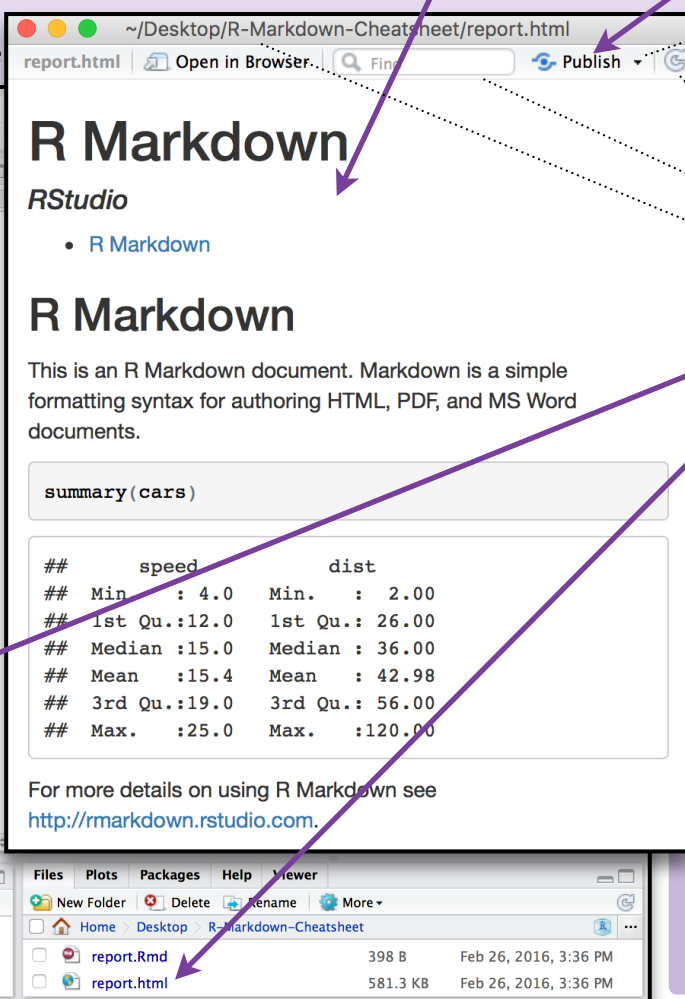 ~/Desktop/R-Markdown-Cheatsheet/report.html
report.html Open in Browser Find Publish
R Markdown
RStudio
• R Markdown
R Markdown
This is an R Markdown document. Markdown is a simple
formatting syntax for authoring HTML, PDF, and MS Word
documents.
summary(cars)
## speed dist
## Min. : 4.0 Min. : 2.00
## 1st Qu.:12.0 1st Qu.: 26.00
## Median :15.0 Median : 36.00
## Mean :15.4 Mean : 42.98
## 3rd Qu.:19.0 3rd Qu.: 56.00
## Max. :25.0 Max. :120.00
For more details on using R Markdown see
http://rmarkdown.rstudio.com.
Files Plots Packages Help Viewer
New Folder Delete Rename More
Home Desktop R-Markdown-Cheatsheet R ...
report.Rmd 398 B Feb 26, 2016, 3:36 PM
report.html 581.3 KB Feb 26, 2016, 3:36 PM